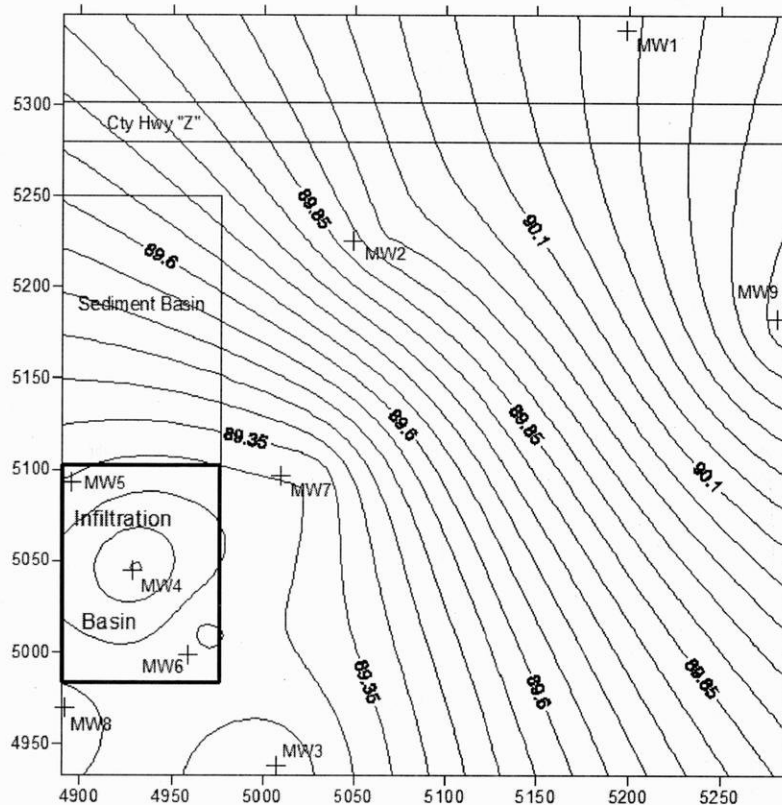 MW1
5300
Cty Hwy "Z"
5250
89.85
90.1
MW2
89.6
5200
MW9
Sediment Basin
5150
89.6
89.85
89.35
5100
90.1
MW5
MW7
Infiltration
5050
MW4
Basin
5000
MW6
89.35
89.6
89.85
MW8
4950
MW3
4900 4950 5000 5050 5100 5150 5200 5250